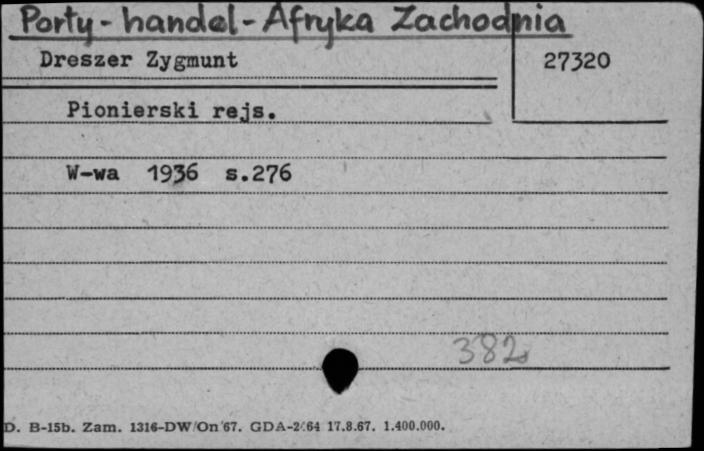 Porty - handel - Afryka Zachodnia
Dreszer Zygmunt
27320
Pionierski rejs.
W-wa 1936 s.276
382
D. B-15b. Zam. 1316-DW/On/67. GDA-2/64 17.8.67. 1.400.000.